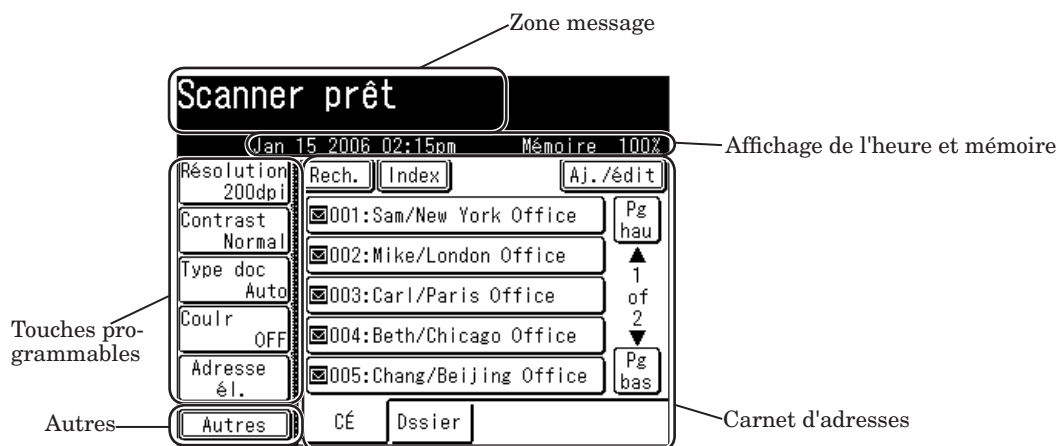 Zone message
Scanner prêt
Jan 15 2006 02:15pm Mémoire 100%
Affichage de l'heure et mémoire
Résolution
200dpi
Contrast
Normal
Type doc
Auto
Coulr
OFF
Adresse
él.
Autres
Touches pro-
grammables
Autres
Rech. Index Aj./édit
001:Sam/New York Office
002:Mike/London Office
003:Carl/Paris Office
004:Beth/Chicago Office
005:Chang/Beijing Office
Pg
hau
1
of
2
Pg
bas
CÉ Dssier
Carnet d'adresses